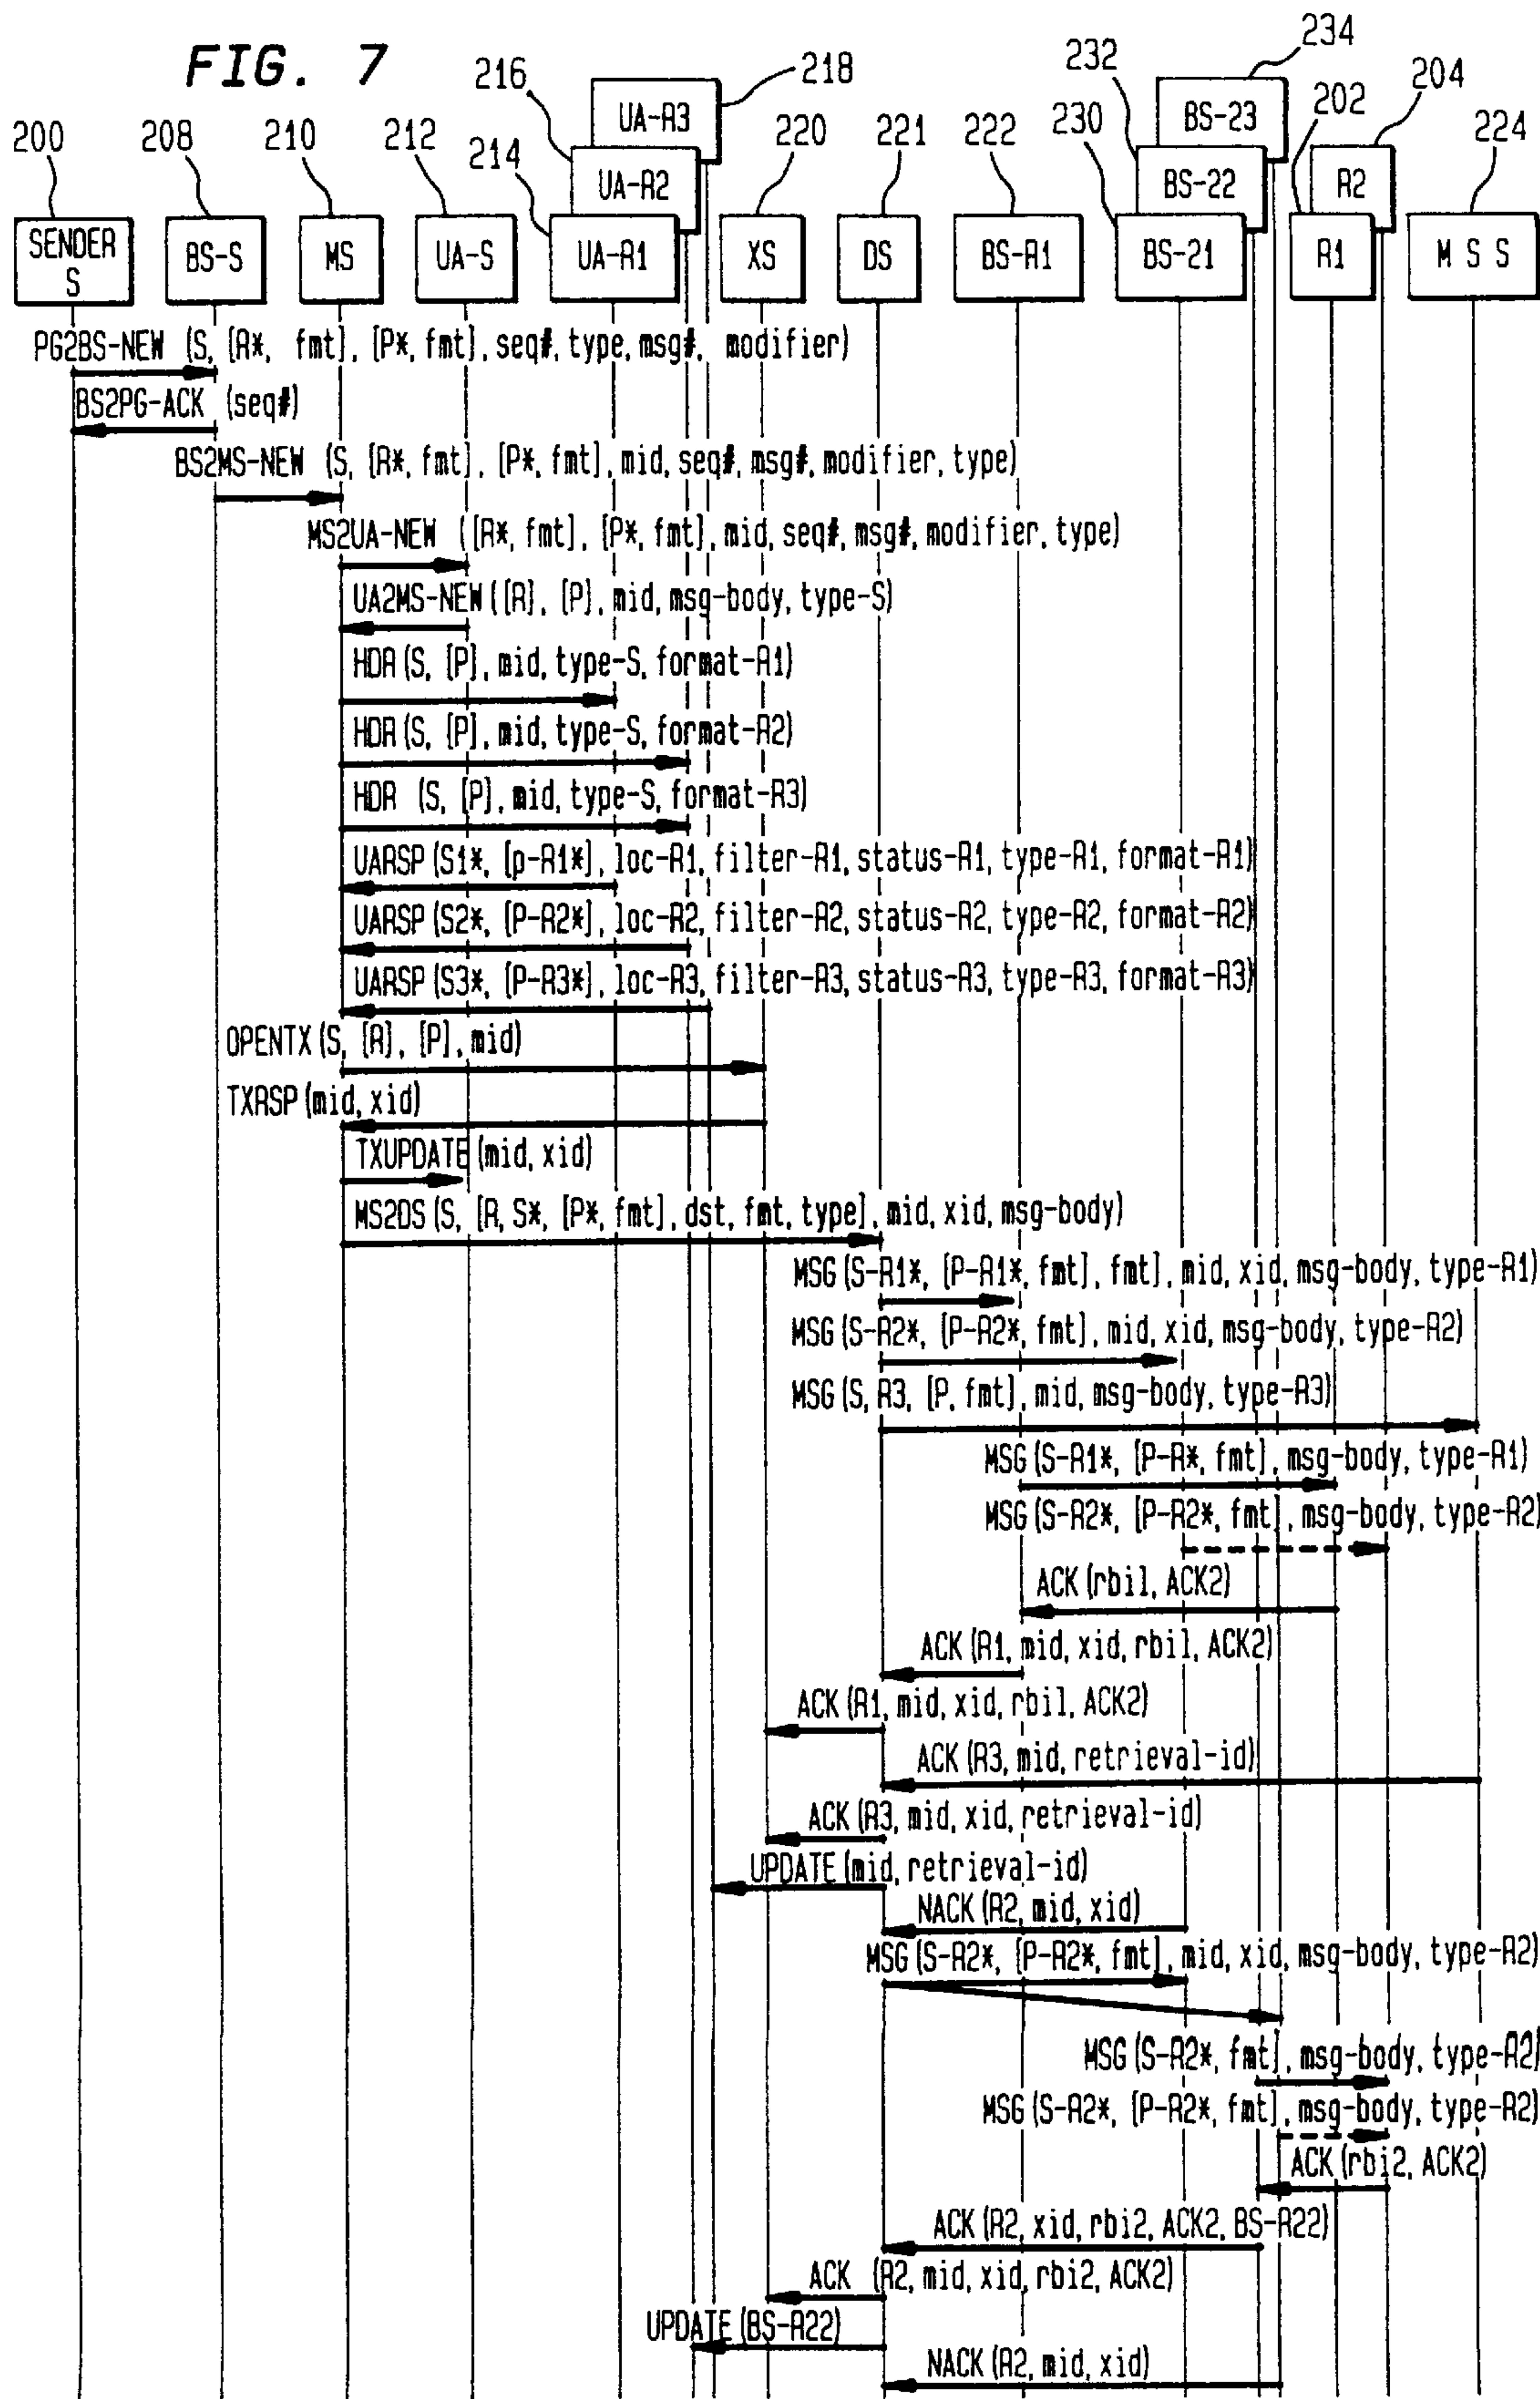 FIG. 7
234
232
218
216
UA-R3
BS-23
202
204
200
208
210
212
214
220
221
222
230
224
UA-R2
BS-22
R2
SENDER
S
BS-S
MS
UA-S
UA-R1
XS
DS
BS-R1
BS-21
R1
M S S
PG2BS-NEW (S, [R*, fmt], [P*, fmt], seq#, type, msg#, modifier)
BS2PG-ACK (seq#)
BS2MS-NEW (S, [R*, fmt], [P*, fmt], mid, seq#, msg#, modifier, type)
MS2UA-NEW ([R*, fmt], [P*, fmt], mid, seq#, msg#, modifier, type)
UA2MS-NEW ([R], [P], mid, msg-body, type-S)
HDR (S, [P], mid, type-S, format-R1)
HDR (S, [P], mid, type-S, format-R2)
HDR (S, [P], mid, type-S, format-R3)
UARSP (S1*, [p-R1*], loc-R1, filter-R1, status-R1, type-R1, format-R1)
UARSP (S2*, [P-R2*], loc-R2, filter-R2, status-R2, type-R2, format-R2)
UARSP (S3*, [P-R3*], loc-R3, filter-R3, status-R3, type-R3, format-R3)
OPENTX (S, [R], [P], mid)
TXRSP (mid, xid)
TXUPDATE (mid, xid)
MS2DS (S, [R, S*, [P*, fmt], dst, fmt, type], mid, xid, msg-body)
MSG (S-R1*, [P-R1*, fmt], fmt], mid, xid, msg-body, type-R1)
MSG (S-R2*, [P-R2*, fmt], mid, xid, msg-body, type-R2)
MSG (S, R3, [P, fmt], mid, msg-body, type-R3)
MSG (S-R1*, [P-R*, fmt], msg-body, type-R1)
MSG (S-R2*, [P-R2*, fmt], msg-body, type-R2)
ACK (rbi1, ACK2)
ACK (R1, mid, xid, rbi1, ACK2)
ACK (R1, mid, xid, rbi1, ACK2)
ACK (R3, mid, retrieval-id)
ACK (R3, mid, xid, retrieval-id)
UPDATE (mid, retrieval-id)
NACK (R2, mid, xid)
MSG (S-R2*, [P-R2*, fmt], mid, xid, msg-body, type-R2)
MSG (S-R2*, fmt], msg-body, type-R2)
MSG (S-R2*, [P-R2*, fmt], msg-body, type-R2)
ACK (rbi2, ACK2)
ACK (R2, xid, rbi2, ACK2, BS-R22)
ACK (R2, mid, xid, rbi2, ACK2)
UPDATE (BS-R22)
NACK (R2, mid, xid)